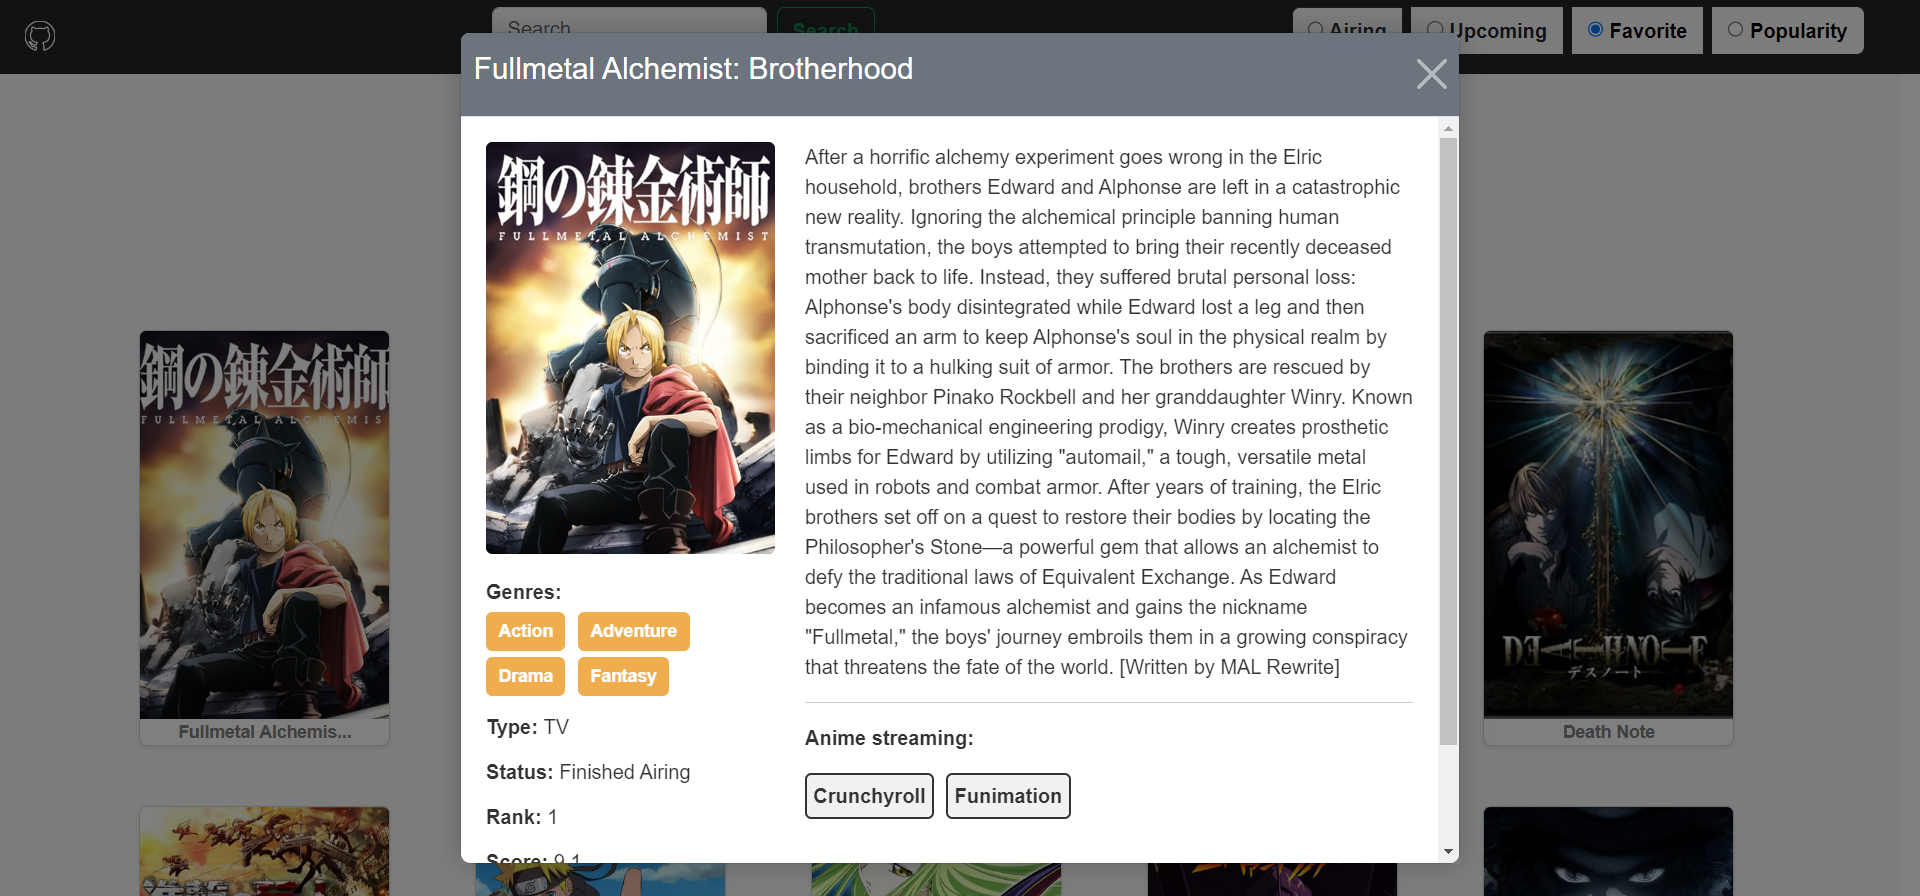 Search
Search
Airing
Upcoming
Favorite
Popularity
Fullmetal Alchemist: Brotherhood
鋼の錬金術師
FULLMETAL ALCHEMIST
After a horrific alchemy experiment goes wrong in the Elric
household, brothers Edward and Alphonse are left in a catastrophic
new reality. Ignoring the alchemical principle banning human
transmutation, the boys attempted to bring their recently deceased
mother back to life. Instead, they suffered brutal personal loss:
Alphonse's body disintegrated while Edward lost a leg and then
sacrificed an arm to keep Alphonse's soul in the physical realm by
binding it to a hulking suit of armor. The brothers are rescued by
their neighbor Pinako Rockbell and her granddaughter Winry. Known
as a bio-mechanical engineering prodigy, Winry creates prosthetic
limbs for Edward by utilizing "automail," a tough, versatile metal
used in robots and combat armor. After years of training, the Elric
brothers set off on a quest to restore their bodies by locating the
Philosopher's Stone—a powerful gem that allows an alchemist to
defy the traditional laws of Equivalent Exchange. As Edward
becomes an infamous alchemist and gains the nickname
"Fullmetal," the boys' journey embroils them in a growing conspiracy
that threatens the fate of the world. [Written by MAL Rewrite]
Genres:
Action
Adventure
Drama
Fantasy
Type: TV
Status: Finished Airing
Rank: 1
Score: 9.1
Anime streaming:
Crunchyroll
Funimation
鋼の錬金術師
FULLMETAL ALCHEMIS
Fullmetal Alchemis...
DEATH NOTE
デスノート
Death Note